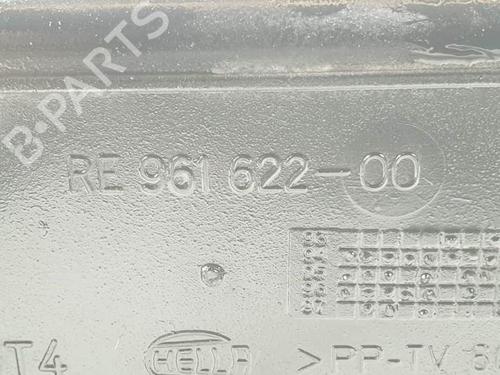 B-PARTS
RE 961 622-00
T4 HELLA >PP-TV